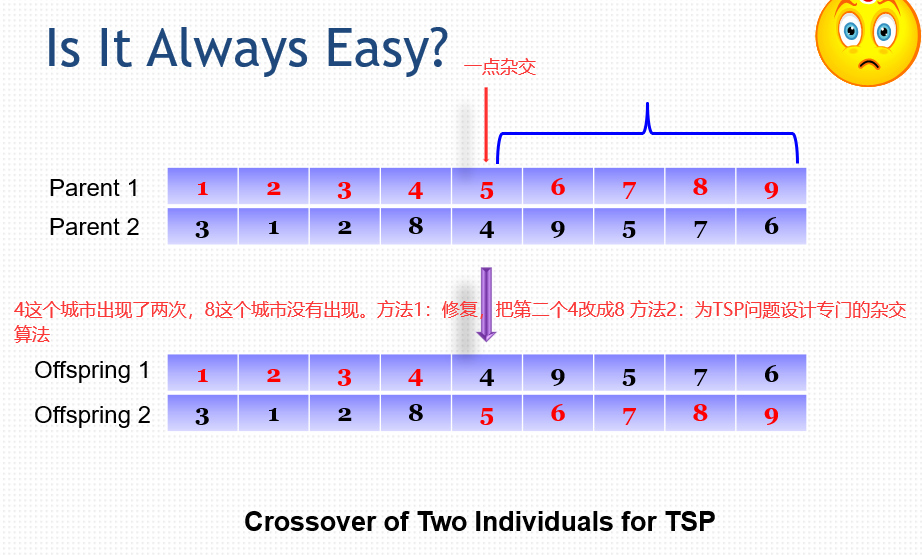 Is It Always Easy?
一点杂交
Parent 1 1 2 3 4 5 6 7 8 9
Parent 2 3 1 2 8 4 9 5 7 6
4这个城市出现了两次，8这个城市没有出现。方法1：修复，把第二个4改成8 方法2：为TSP问题设计专门的杂交
算法
Offspring 1 1 2 3 4 4 9 5 7 6
Offspring 2 3 1 2 8 5 6 7 8 9
Crossover of Two Individuals for TSP